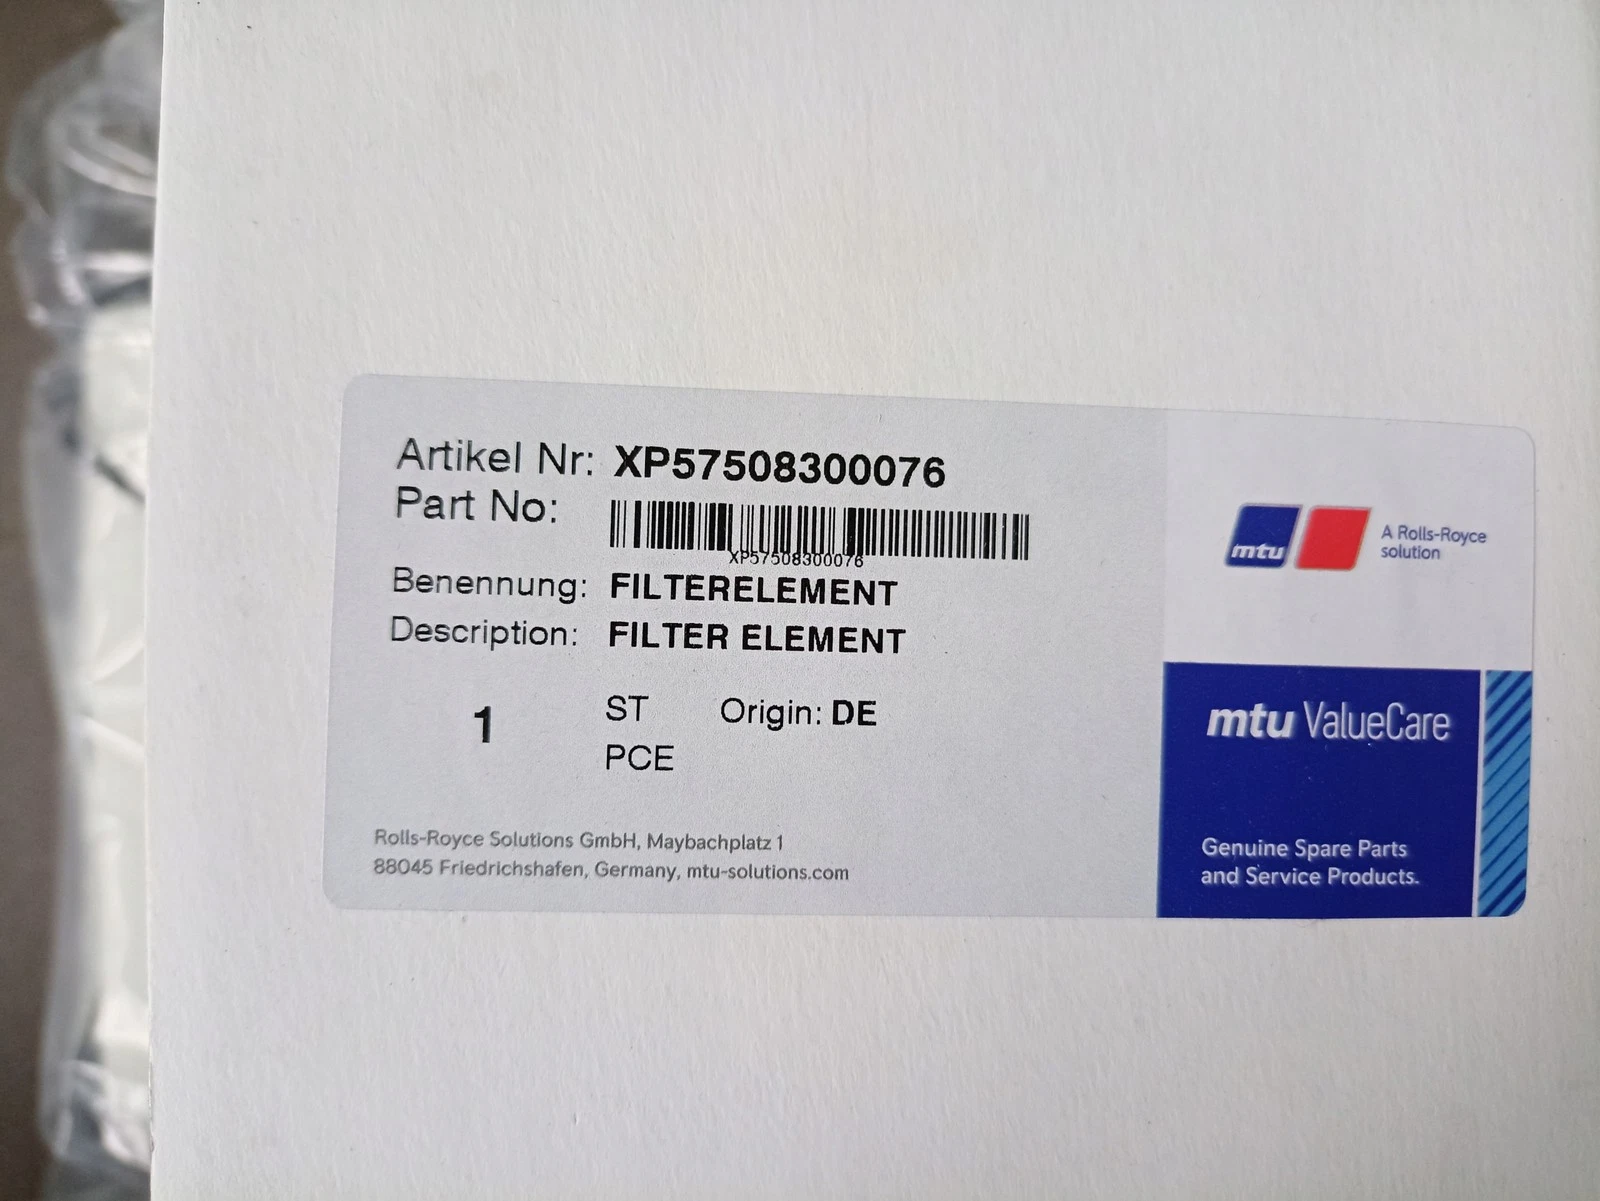 Artikel Nr: XP57508300076
Part No:
XP57508300076
Benennung: FILTERELEMENT
Description: FILTER ELEMENT
1 ST Origin: DE
PCE
Rolls-Royce Solutions GmbH, Maybachplatz 1
88045 Friedrichshafen, Germany, mtu-solutions.com
mtu
A Rolls-Royce
solution
mtu ValueCare
Genuine Spare Parts
and Service Products.